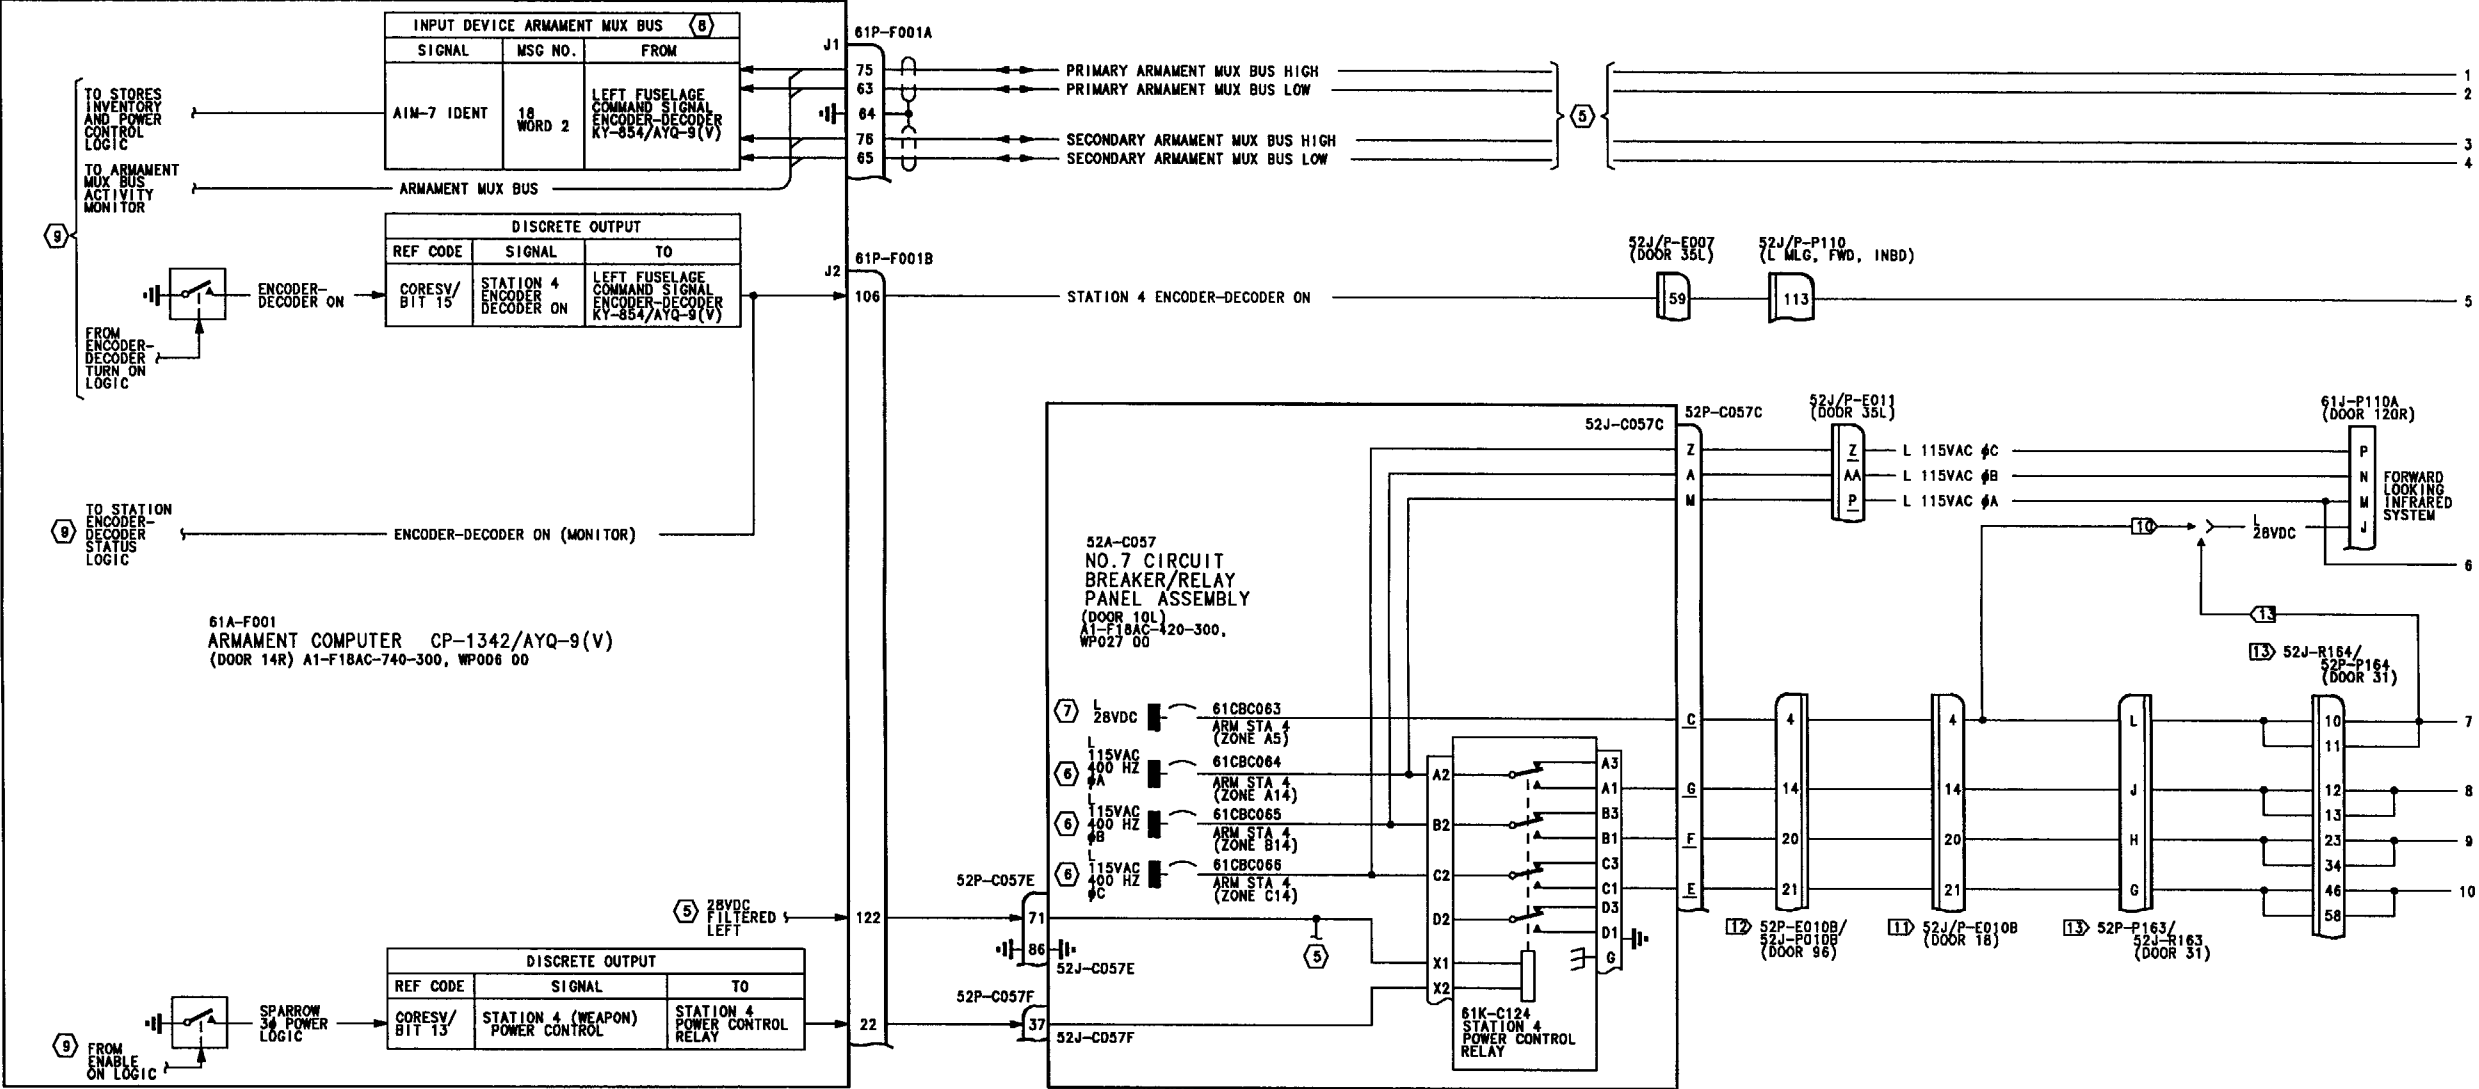 INPUT DEVICE ARMAMENT MUX BUS 8
SIGNAL MSG NO. FROM
AIM-7 IDENT
18
WORD 2
LEFT FUSELAGE
COMMAND SIGNAL
ENCODER-DECODER
KY-854/AYQ-9(V)
TO STORES
INVENTORY
AND POWER
CONTROL
LOGIC
TO ARMAMENT
MUX BUS
ACTIVITY
MONITOR
ARMAMENT MUX BUS
9
J1
61P-F001A
75
63
64
76
65
PRIMARY ARMAMENT MUX BUS HIGH
PRIMARY ARMAMENT MUX BUS LOW
SECONDARY ARMAMENT MUX BUS HIGH
SECONDARY ARMAMENT MUX BUS LOW
5
1
2
3
4
DISCRETE OUTPUT
REF CODE SIGNAL TO
CORESV/
BIT 15
STATION 4
ENCODER
DECODER ON
LEFT FUSELAGE
COMMAND SIGNAL
ENCODER-DECODER
KY-854/AYQ-9(V)
ENCODER-
DECODER ON
FROM
ENCODER-
DECODER
TURN ON
LOGIC
J2
61P-F001B
106
STATION 4 ENCODER-DECODER ON
52J/P-E007
(DOOR 35L)
59
52J/P-P110
(L MLG, FWD, INBD)
113
5
9
TO STATION
ENCODER-
DECODER
STATUS
LOGIC
ENCODER-DECODER ON (MONITOR)
61A-F001
ARMAMENT COMPUTER CP-1342/AYQ-9(V)
(DOOR 14R) A1-F18AC-740-300, WP006 00
52A-C057
NO.7 CIRCUIT
BREAKER/RELAY
PANEL ASSEMBLY
(DOOR 10L)
A1-F18AC-420-300,
WP027 00
52J-C057C
52P-C057C
Z
A
M
52J/P-E011
(DOOR 35L)
Z
AA
P
L 115VAC ϕC
L 115VAC ϕB
L 115VAC ϕA
61J-P110A
(DOOR 120R)
P
N
M
J
FORWARD
LOOKING
INFRARED
SYSTEM
10
L
28VDC
6
13
13 52J-R164/
52P-P164
(DOOR 31)
7
L
28VDC
61CBC063
ARM STA 4
(ZONE A5)
6
L
115VAC
400 HZ
ϕA
61CBC064
ARM STA 4
(ZONE A14)
6
L
115VAC
400 HZ
ϕB
61CBC065
ARM STA 4
(ZONE B14)
6
L
115VAC
400 HZ
ϕC
61CBC066
ARM STA 4
(ZONE C14)
A2
B2
C2
D2
X1
X2
A3
A1
B3
B1
C3
C1
D3
D1
G
61K-C124
STATION 4
POWER CONTROL
RELAY
C
G
F
E
4
14
20
21
12 52P-E010B/
52J-P010B
(DOOR 96)
4
14
20
21
11 52J/P-E010B
(DOOR 18)
L
J
H
G
13 52P-P163/
52J-R163
(DOOR 31)
10
11
12
13
23
34
46
58
7
8
9
10
5 28VDC
FILTERED
LEFT
122
52P-C057E
71
86
52J-C057E
5
DISCRETE OUTPUT
REF CODE SIGNAL TO
CORESV/
BIT 13
STATION 4 (WEAPON)
POWER CONTROL
STATION 4
POWER CONTROL
RELAY
SPARROW
3ϕ POWER
LOGIC
9
FROM
ENABLE
ON LOGIC
22
52P-C057F
37
52J-C057F